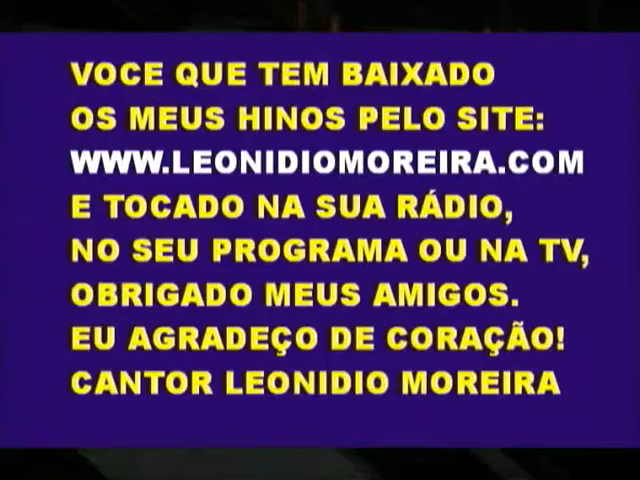 VOCE QUE TEM BAIXADO
OS MEUS HINOS PELO SITE:
WWW.LEONIDIOMOREIRA.COM
E TOCADO NA SUA RÁDIO,
NO SEU PROGRAMA OU NA TV,
OBRIGADO MEUS AMIGOS.
EU AGRADEÇO DE CORAÇÃO!
CANTOR LEONIDIO MOREIRA